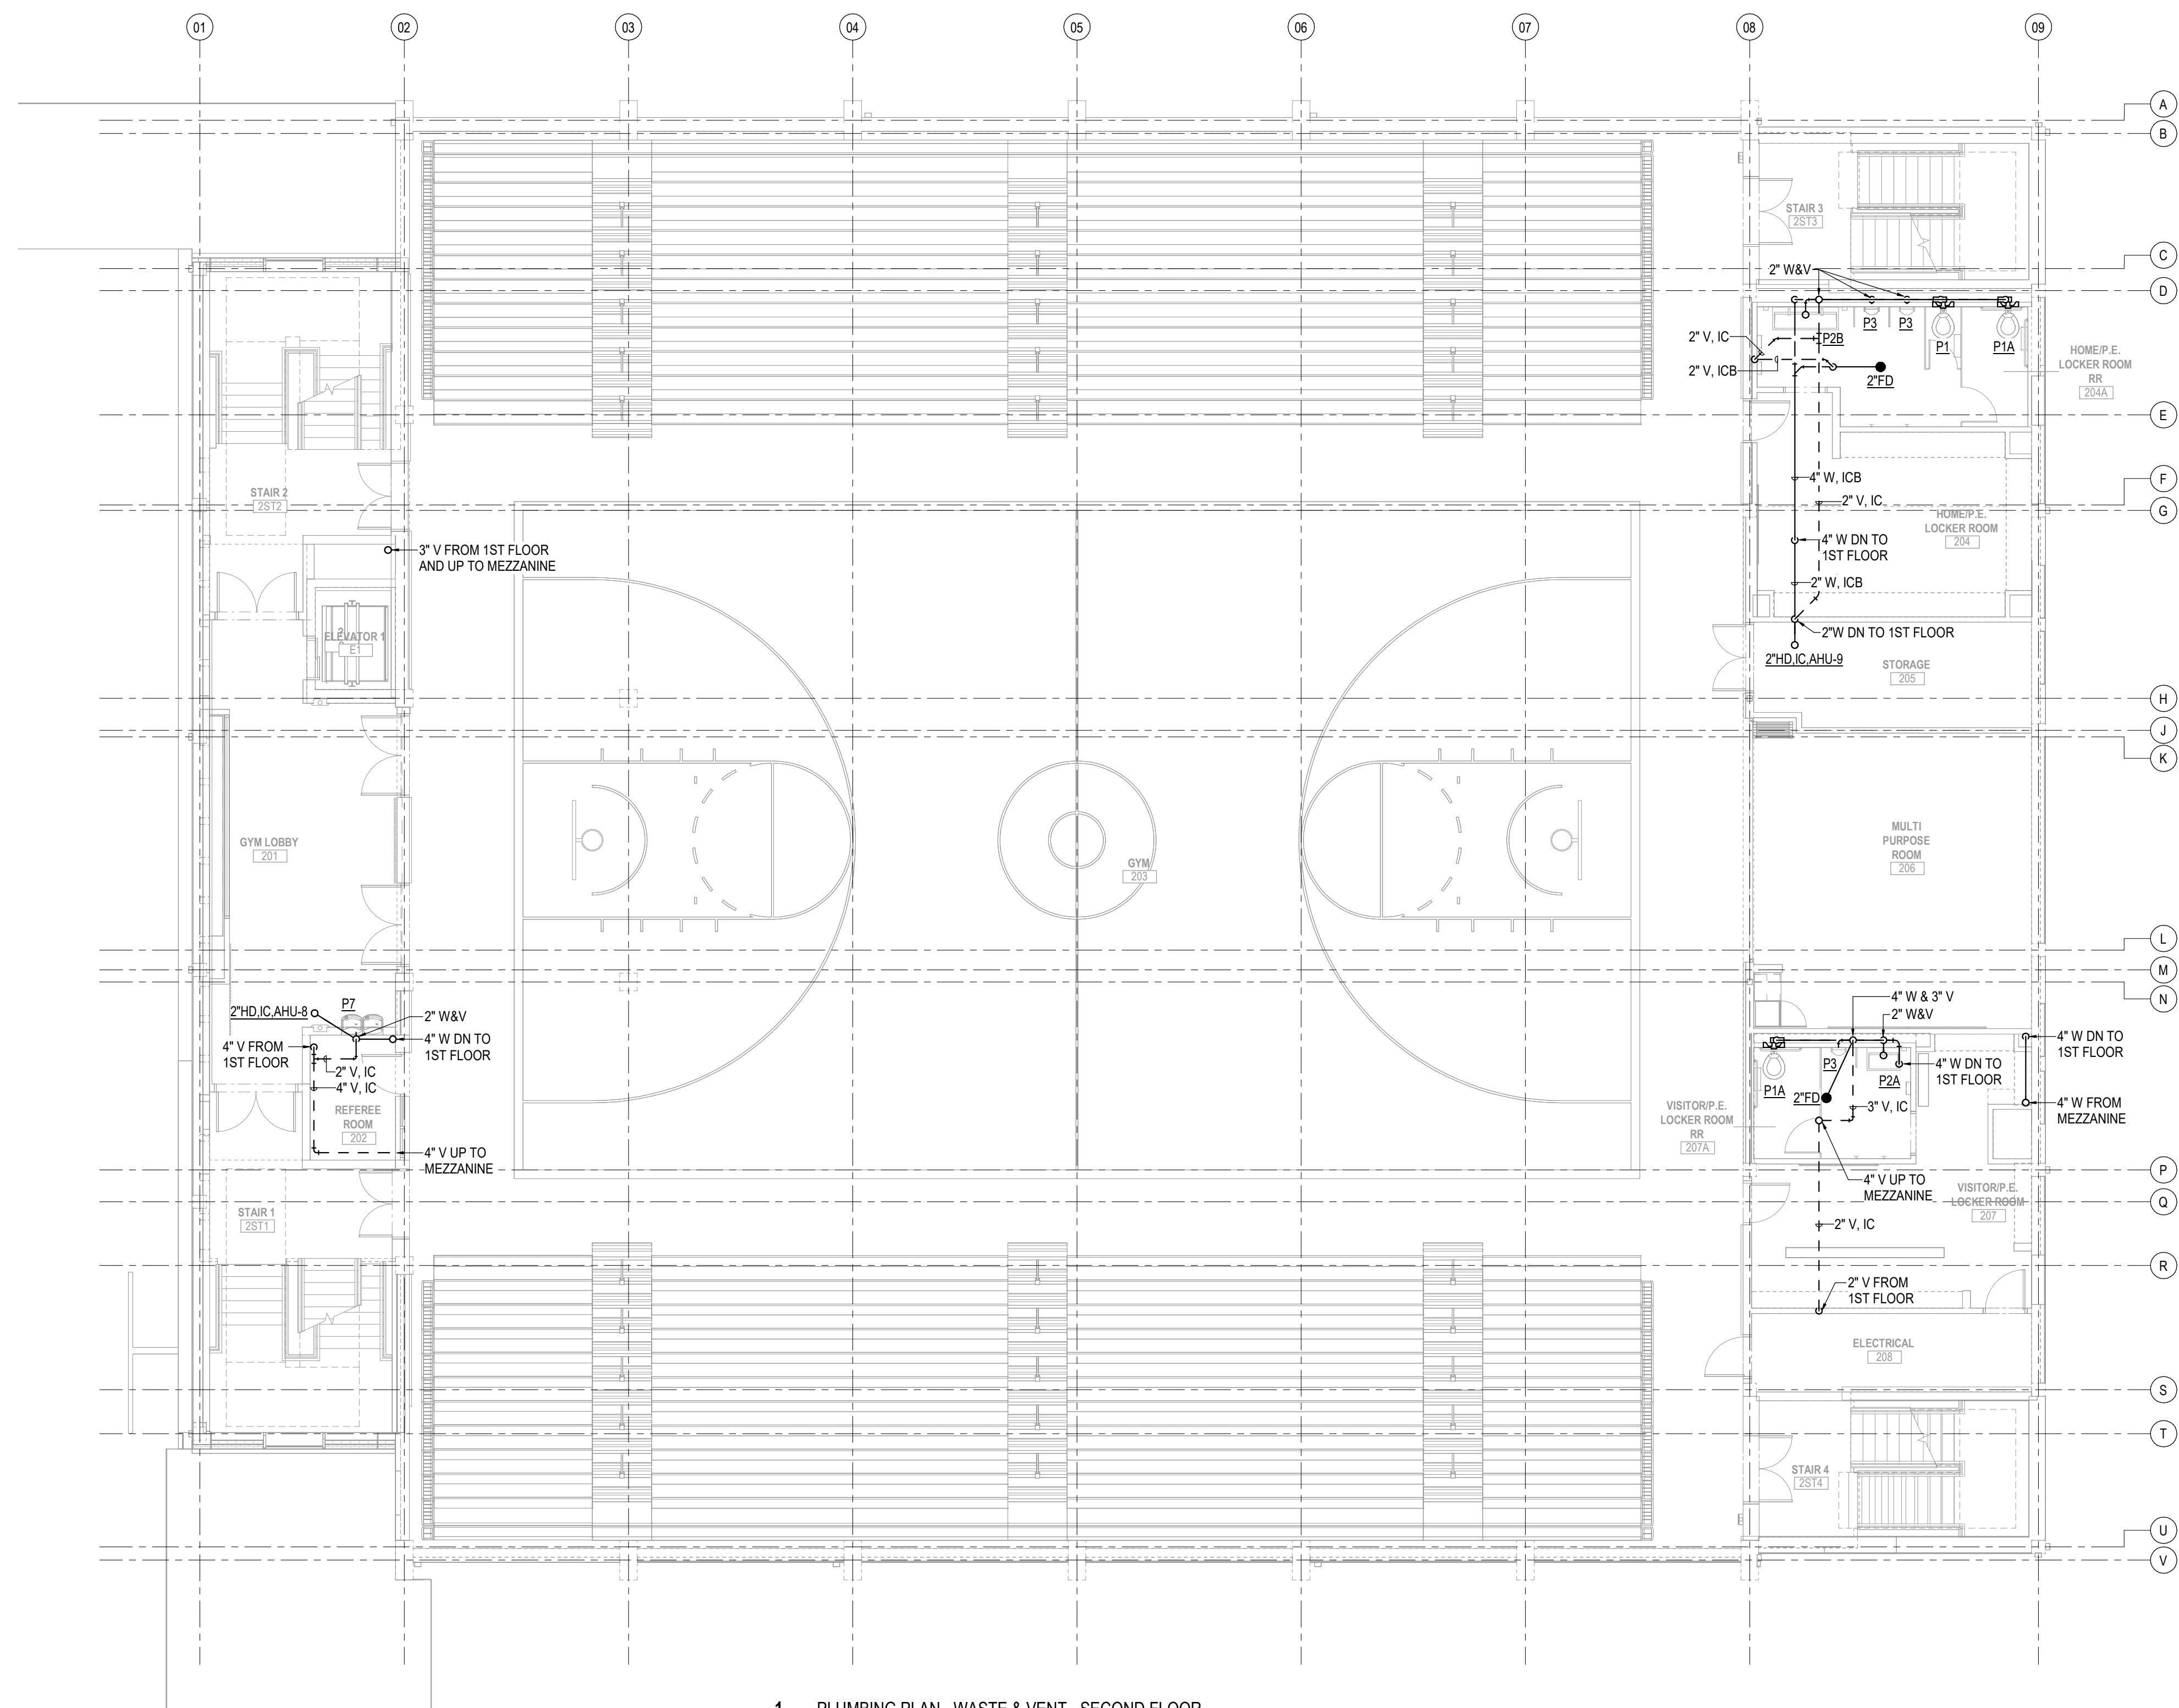 01
02
03
04
05
06
07
08
09
A
B
C
D
E
F
G
H
J
K
L
M
N
P
Q
R
S
T
U
V
STAIR 3
2ST3
2" W&V
P3
P3
P1
P1A
P2B
2" V, IC
2" V, ICB
2"FD
HOME/P.E.
LOCKER ROOM
RR
204A
4" W, ICB
2" V, IC
HOME/P.E.
LOCKER ROOM
204
4" W DN TO
1ST FLOOR
2" W, ICB
2"W DN TO 1ST FLOOR
2"HD,IC,AHU-9
STORAGE
205
STAIR 2
2ST2
3" V FROM 1ST FLOOR
AND UP TO MEZZANINE
ELEVATOR 1
2
E1
GYM LOBBY
201
GYM
203
MULTI
PURPOSE
ROOM
206
2"HD,IC,AHU-8
P7
2" W&V
4" W DN TO
1ST FLOOR
4" V FROM
1ST FLOOR
2" V, IC
4" V, IC
REFEREE
ROOM
202
4" V UP TO
MEZZANINE
STAIR 1
2ST1
4" W & 3" V
2" W&V
4" W DN TO
1ST FLOOR
P3
4" W DN TO
1ST FLOOR
P2A
P1A
2"FD
3" V, IC
4" W FROM
MEZZANINE
VISITOR/P.E.
LOCKER ROOM
RR
207A
4" V UP TO
MEZZANINE
VISITOR/P.E.
LOCKER ROOM
207
2" V, IC
2" V FROM
1ST FLOOR
ELECTRICAL
208
STAIR 4
2ST4
1 PLUMBING PLAN - WASTE & VENT - SECOND FLOOR